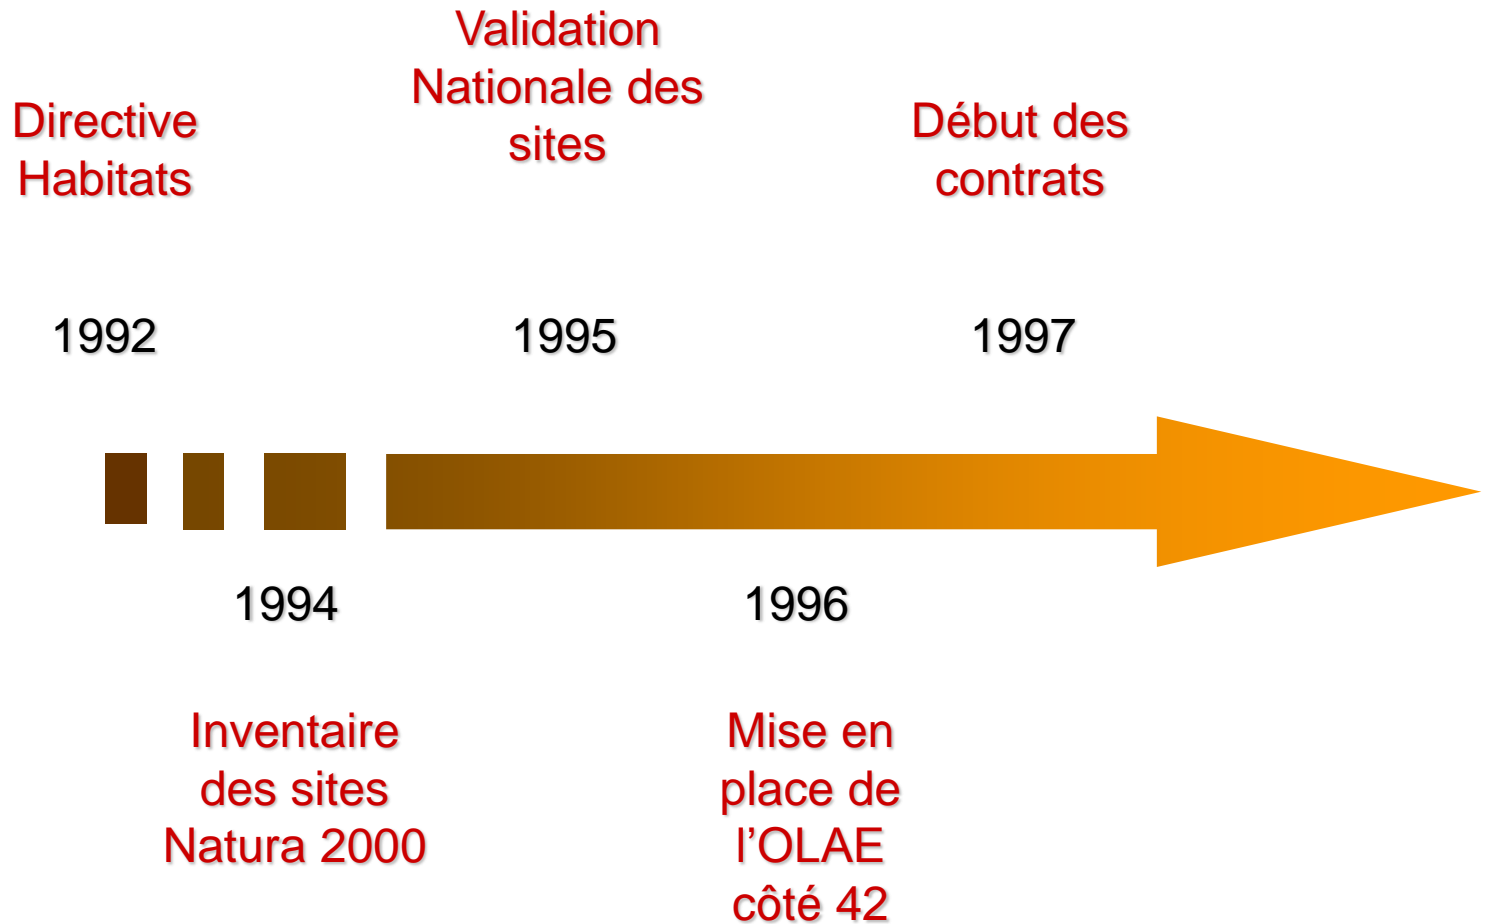 Directive
Habitats
Validation
Nationale des
sites
Début des
contrats
1992
1995
1997
1994
1996
Inventaire
des sites
Natura 2000
Mise en
place de
l’OLAE
côté 42